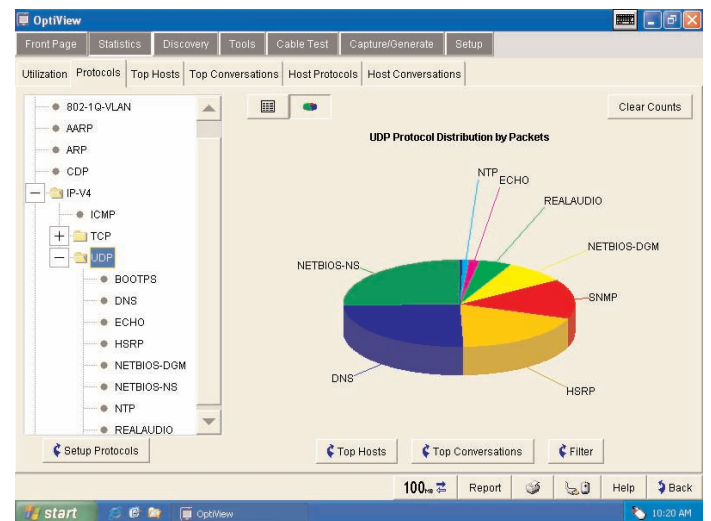 OptiView
Front Page Statistics Discovery Tools Cable Test Capture/Generate Setup
Utilization Protocols Top Hosts Top Conversations Host Protocols Host Conversations
802-1Q-VLAN
AARP
ARP
CDP
IP-V4
ICMP
TCP
UDP
BOOTPS
DNS
ECHO
HSRP
NETBIOS-DGM
NETBIOS-NS
NTP
REALAUDIO
Setup Protocols
Clear Counts
UDP Protocol Distribution by Packets
NTP
ECHO
REALAUDIO
NETBIOS-DGM
NETBIOS-NS
SNMP
DNS
HSRP
Top Hosts Top Conversations Filter
100MB Report Help Back
start OptiView 10:20 AM